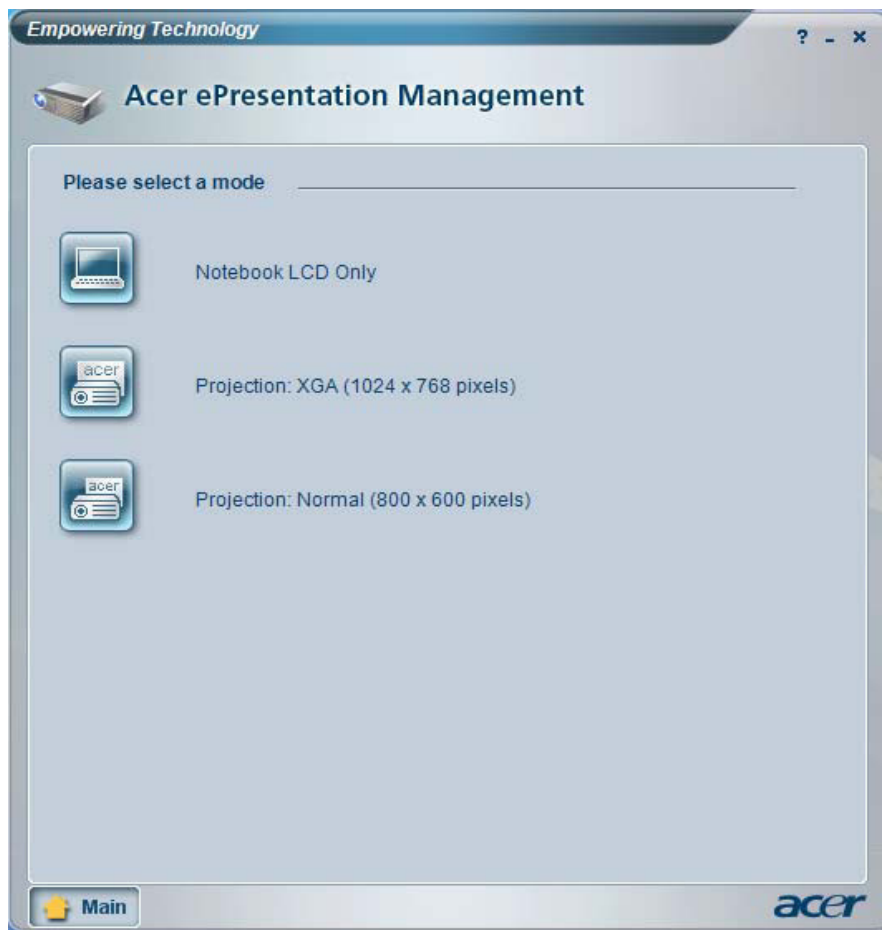 Empowering Technology
? - ×
Acer ePresentation Management
Please select a mode
Notebook LCD Only
acer
Projection: XGA (1024 x 768 pixels)
acer
Projection: Normal (800 x 600 pixels)
Main
acer